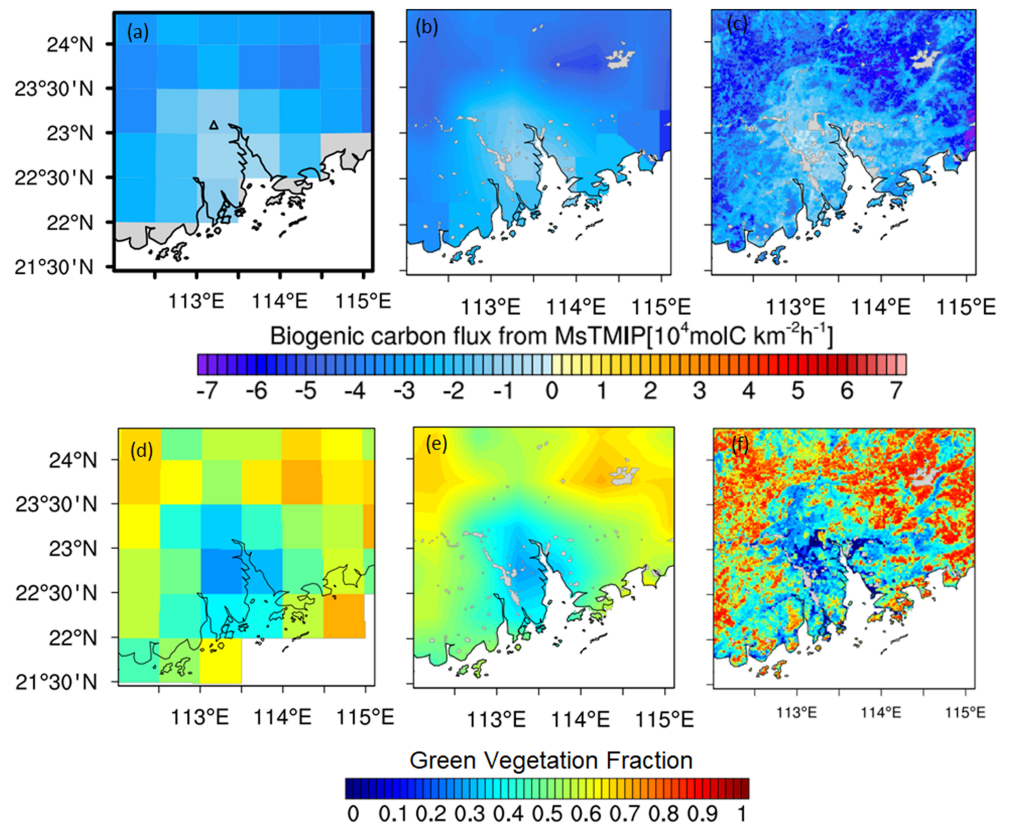 (a) (b) (c)
24°N
23°30'N
23°N
22°30'N
22°N
21°30'N
113°E 114°E 115°E 113°E 114°E 115°E 113°E 114°E 115°E
Biogenic carbon flux from MsTMIP[10⁴molC km⁻²h⁻¹]
-7 -6 -5 -4 -3 -2 -1 0 1 2 3 4 5 6 7
(d) (e) (f)
24°N
23°30'N
23°N
22°30'N
22°N
21°30'N
113°E 114°E 115°E 113°E 114°E 115°E 113°E 114°E 115°E
Green Vegetation Fraction
0 0.1 0.2 0.3 0.4 0.5 0.6 0.7 0.8 0.9 1